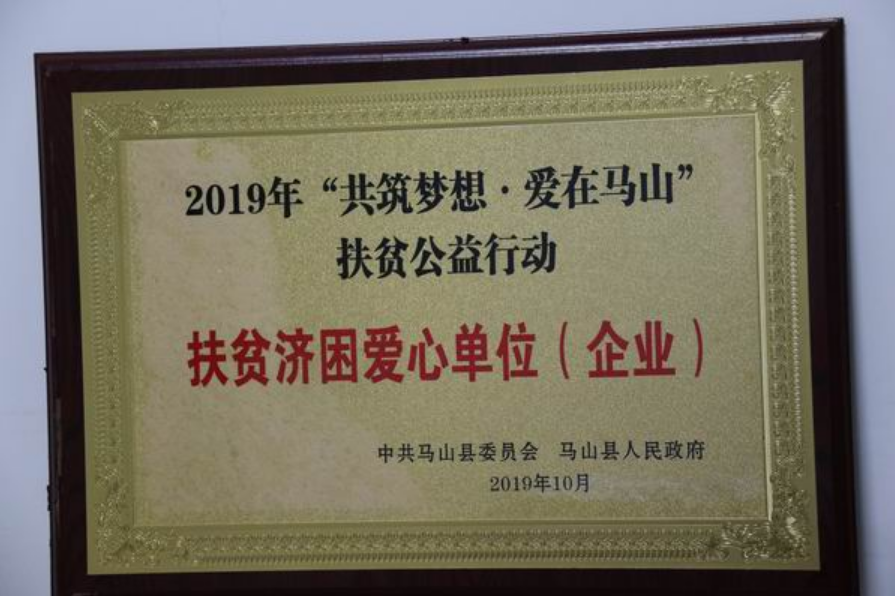 2019年“共筑梦想·爱在马山”
扶贫公益行动
扶贫济困爱心单位（企业）
中共马山县委员会 马山县人民政府
2019年10月